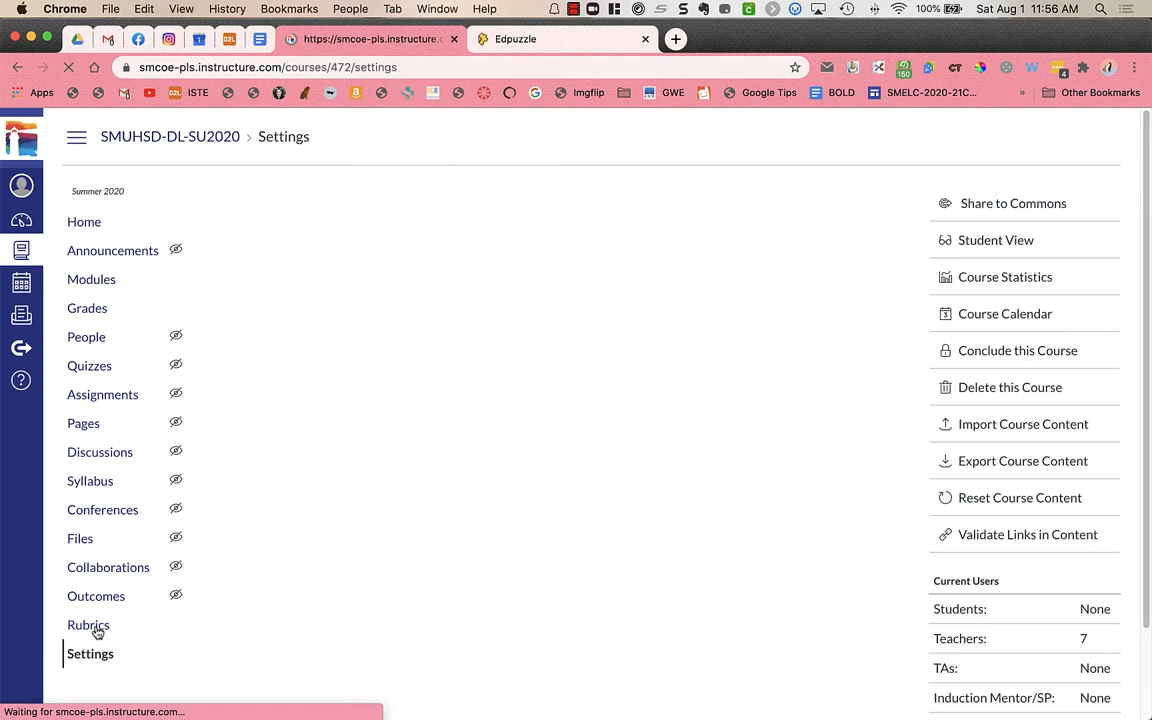 Chrome File Edit View History Bookmarks People Tab Window Help 100% Sat Aug 1 11:56 AM
https://smcoe-pls.instructure.c Edpuzzle
smcoe-pls.instructure.com/courses/472/settings
Apps ISTE Imgflip GWE Google Tips BOLD SMELC-2020-21C... » Other Bookmarks
SMUHSD-DL-SU2020 › Settings
Summer 2020
Home
Announcements
Modules
Grades
People
Quizzes
Assignments
Pages
Discussions
Syllabus
Conferences
Files
Collaborations
Outcomes
Rubrics
Settings
Share to Commons
Student View
Course Statistics
Course Calendar
Conclude this Course
Delete this Course
Import Course Content
Export Course Content
Reset Course Content
Validate Links in Content
Current Users
Students: None
Teachers: 7
TAs: None
Induction Mentor/SP: None
Waiting for smcoe-pls.instructure.com...